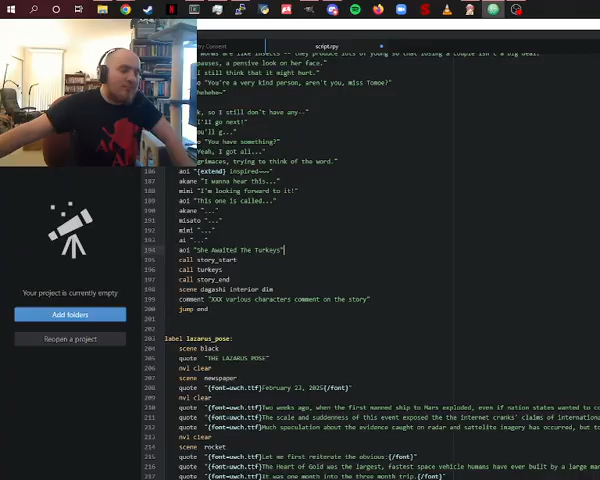 by Consent
script.rpy
worms are like insects -- they produce lots of young so that losing a couple isn't a big deal.
pauses, a pensive look on her face.
I still think that it might hurt."
"You're a very kind person, aren't you, miss Tomoe?"
hehehe~
k, so I still don't have any--
I'll go next!"
you'll g...
"You have something?"
Yeah, I got all...
grimaces, trying to think of the word."
186 aoi "{extend} inspired~~
187 akane "I wanna hear this..."
188 mimi "I'm looking forward to it!"
189 aoi "This one is called..."
190 akane "..."
191 misato "..."
192 mimi "..."
193 ai "..."
194 aoi "She Awaited The Turkeys"
195 call story_start
196 call turkeys
197 call story_end
198 scene dagashi interior dim
199 comment "XXX various characters comment on the story"
200 jump end
201
202
203 label lazarus_pose:
204 scene black
205 quote "THE LAZARUS POSE"
206 nvl clear
207 scene newspaper
208 quote "{font=uwch.ttf}February 23, 2025{/font}
209 nvl clear
210 quote "{font=uwch.ttf}Two weeks ago, when the first manned ship to Mars exploded, even if nation states wanted to co
211 quote "{font=uwch.ttf}The scale and suddenness of this event exposed the the internet cranks' claims of internationa
212 quote "{font=uwch.ttf}Much speculation about the evidence caught on radar and sattelite imagery has occurred, but to
213 nvl clear
214 scene rocket
215 quote "{font=uwch.ttf}Let me first reiterate the obvious:{/font}
216 quote "{font=uwch.ttf}The Heart of Gold was the largest, fastest space vehicle humans have ever built by a large mar
217 quote "{font=uwch.ttf}It was one month into the three month trip.{/font}
Your project is currently empty
Add folders
Reopen a project